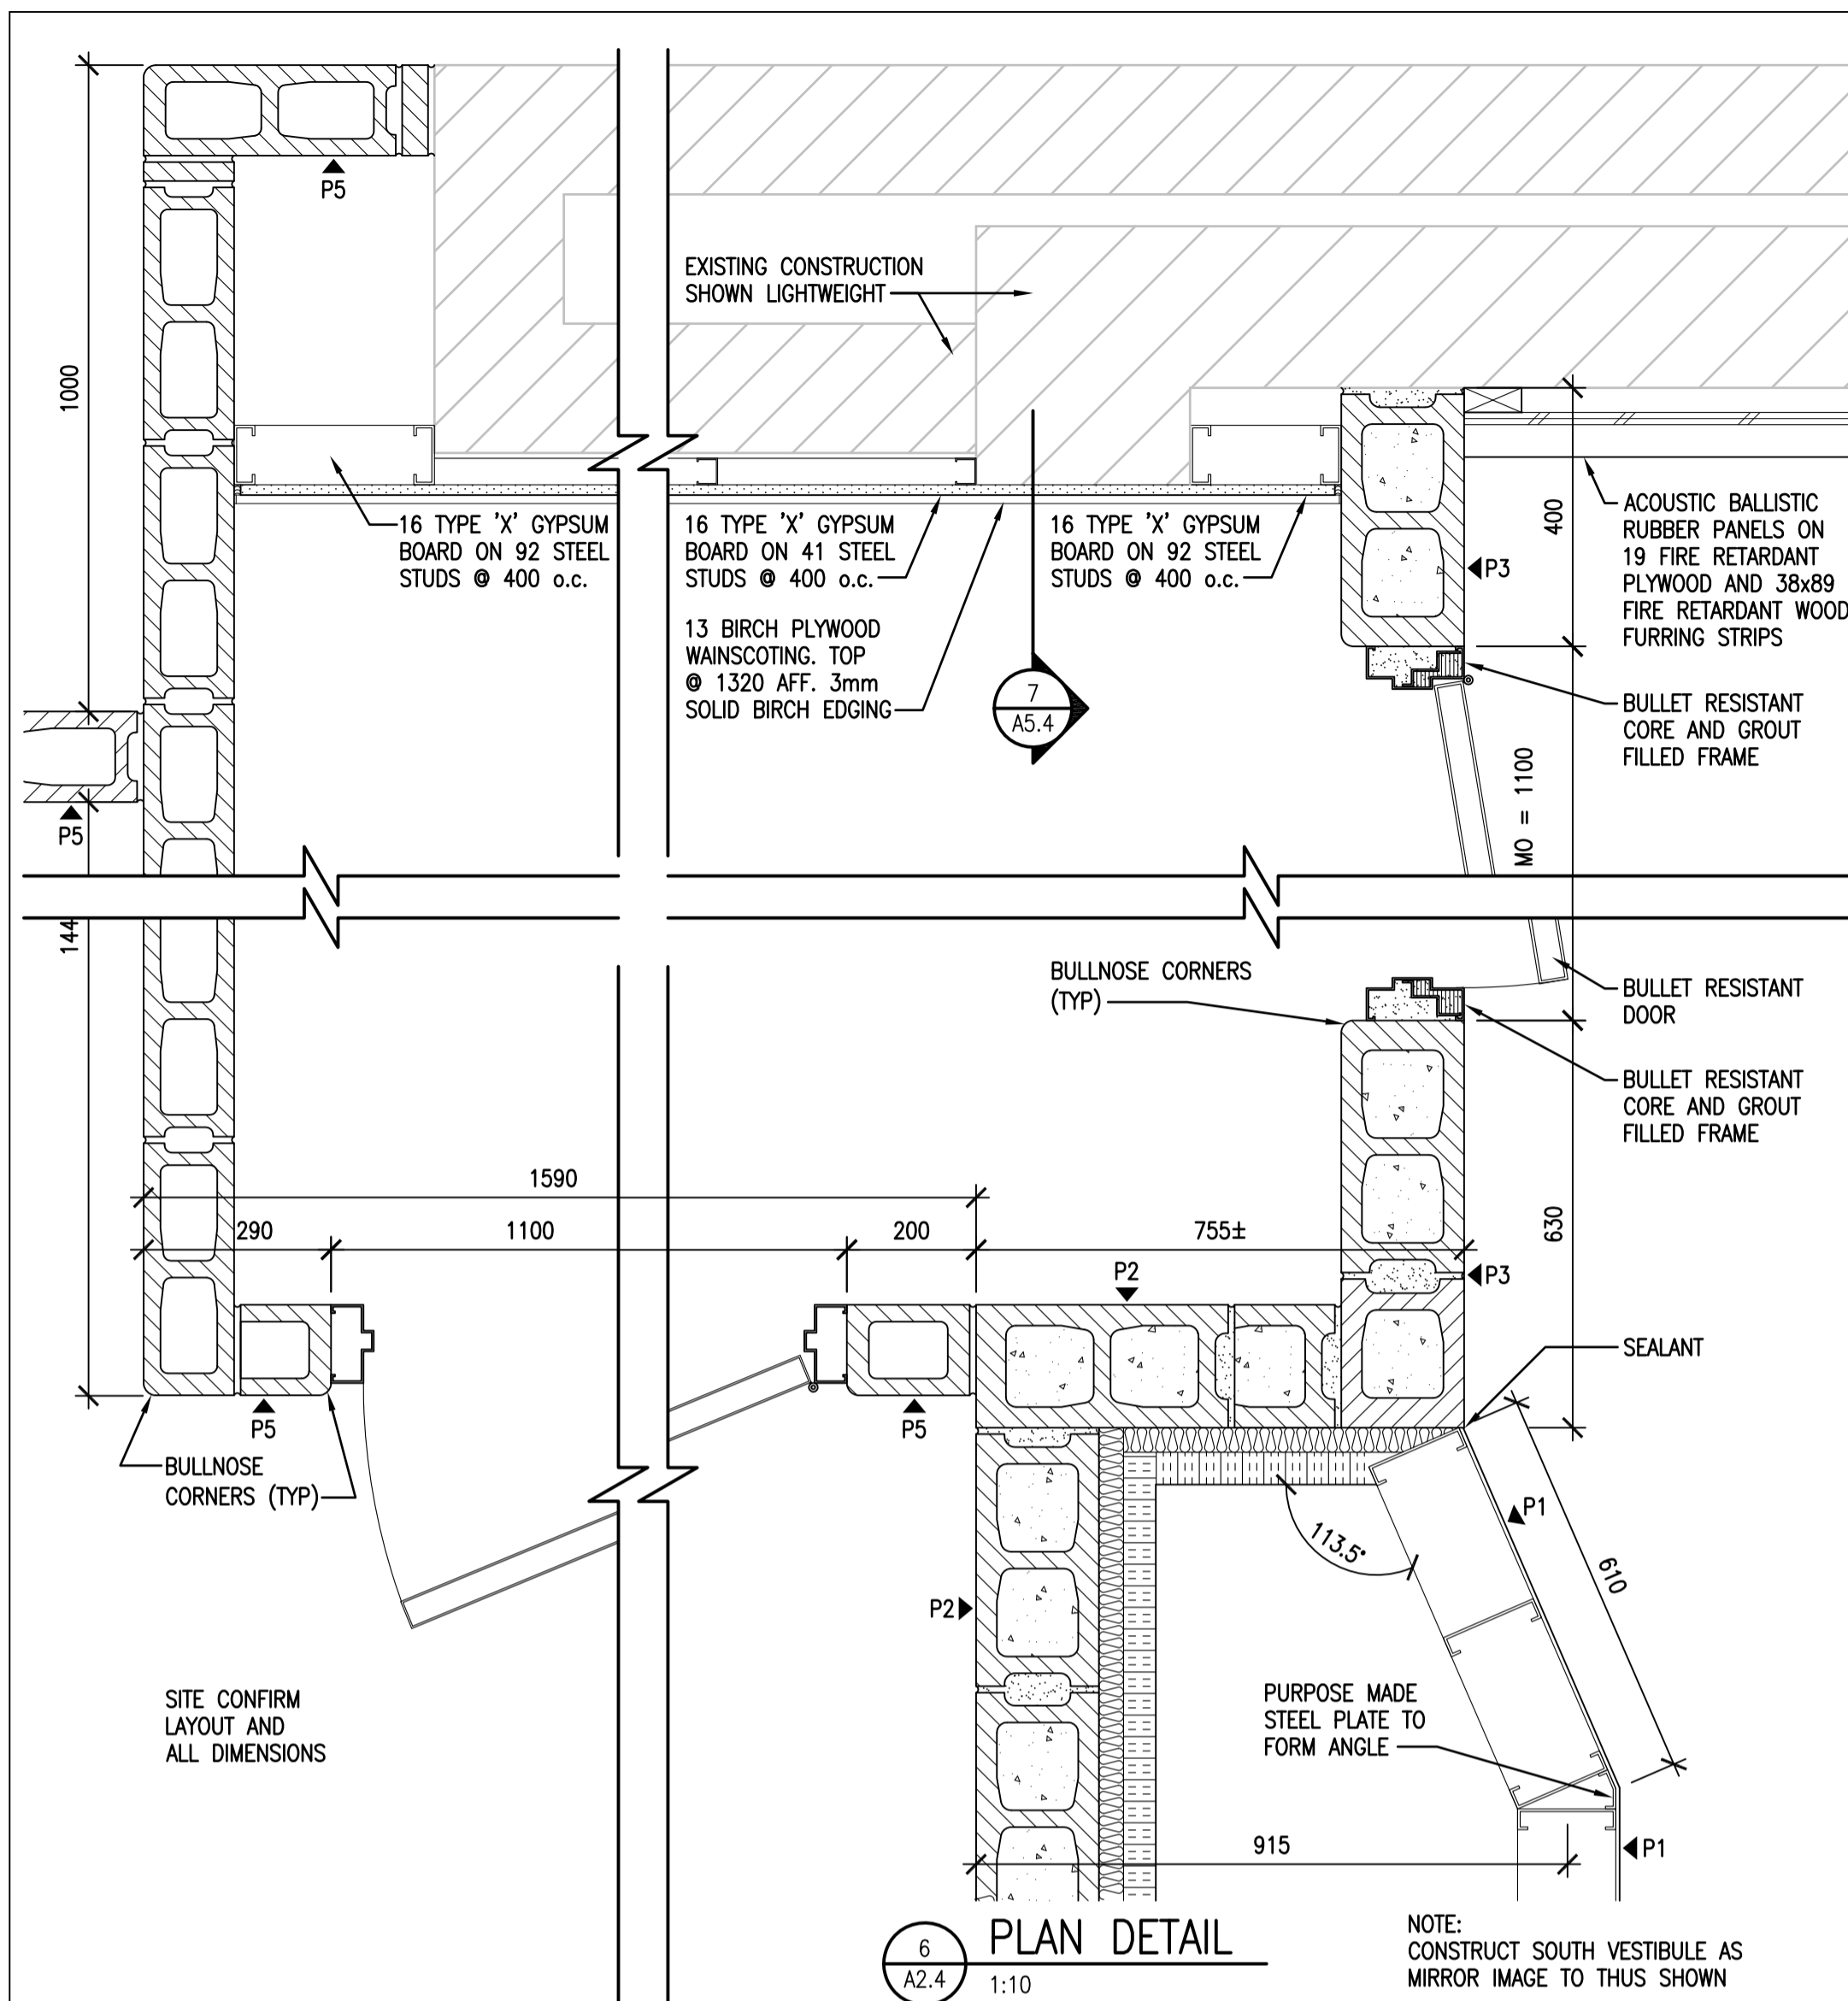 P5
1000
EXISTING CONSTRUCTION
SHOWN LIGHTWEIGHT
16 TYPE 'X' GYPSUM
BOARD ON 92 STEEL
STUDS @ 400 o.c.
16 TYPE 'X' GYPSUM
BOARD ON 41 STEEL
STUDS @ 400 o.c.
16 TYPE 'X' GYPSUM
BOARD ON 92 STEEL
STUDS @ 400 o.c.
13 BIRCH PLYWOOD
WAINSCOTING. TOP
@ 1320 AFF. 3mm
SOLID BIRCH EDGING
7
A5.4
400
P3
ACOUSTIC BALLISTIC
RUBBER PANELS ON
19 FIRE RETARDANT
PLYWOOD AND 38x89
FIRE RETARDANT WOOD
FURRING STRIPS
BULLET RESISTANT
CORE AND GROUT
FILLED FRAME
MO = 1100
P5
144
BULLNOSE CORNERS
(TYP)
BULLET RESISTANT
DOOR
BULLET RESISTANT
CORE AND GROUT
FILLED FRAME
1590
290
1100
200
755±
630
P2
P3
SEALANT
P5
P5
BULLNOSE
CORNERS (TYP)
P1
113.5°
610
P2
SITE CONFIRM
LAYOUT AND
ALL DIMENSIONS
PURPOSE MADE
STEEL PLATE TO
FORM ANGLE
915
P1
6
A2.4
PLAN DETAIL
1:10
NOTE:
CONSTRUCT SOUTH VESTIBULE AS
MIRROR IMAGE TO THUS SHOWN